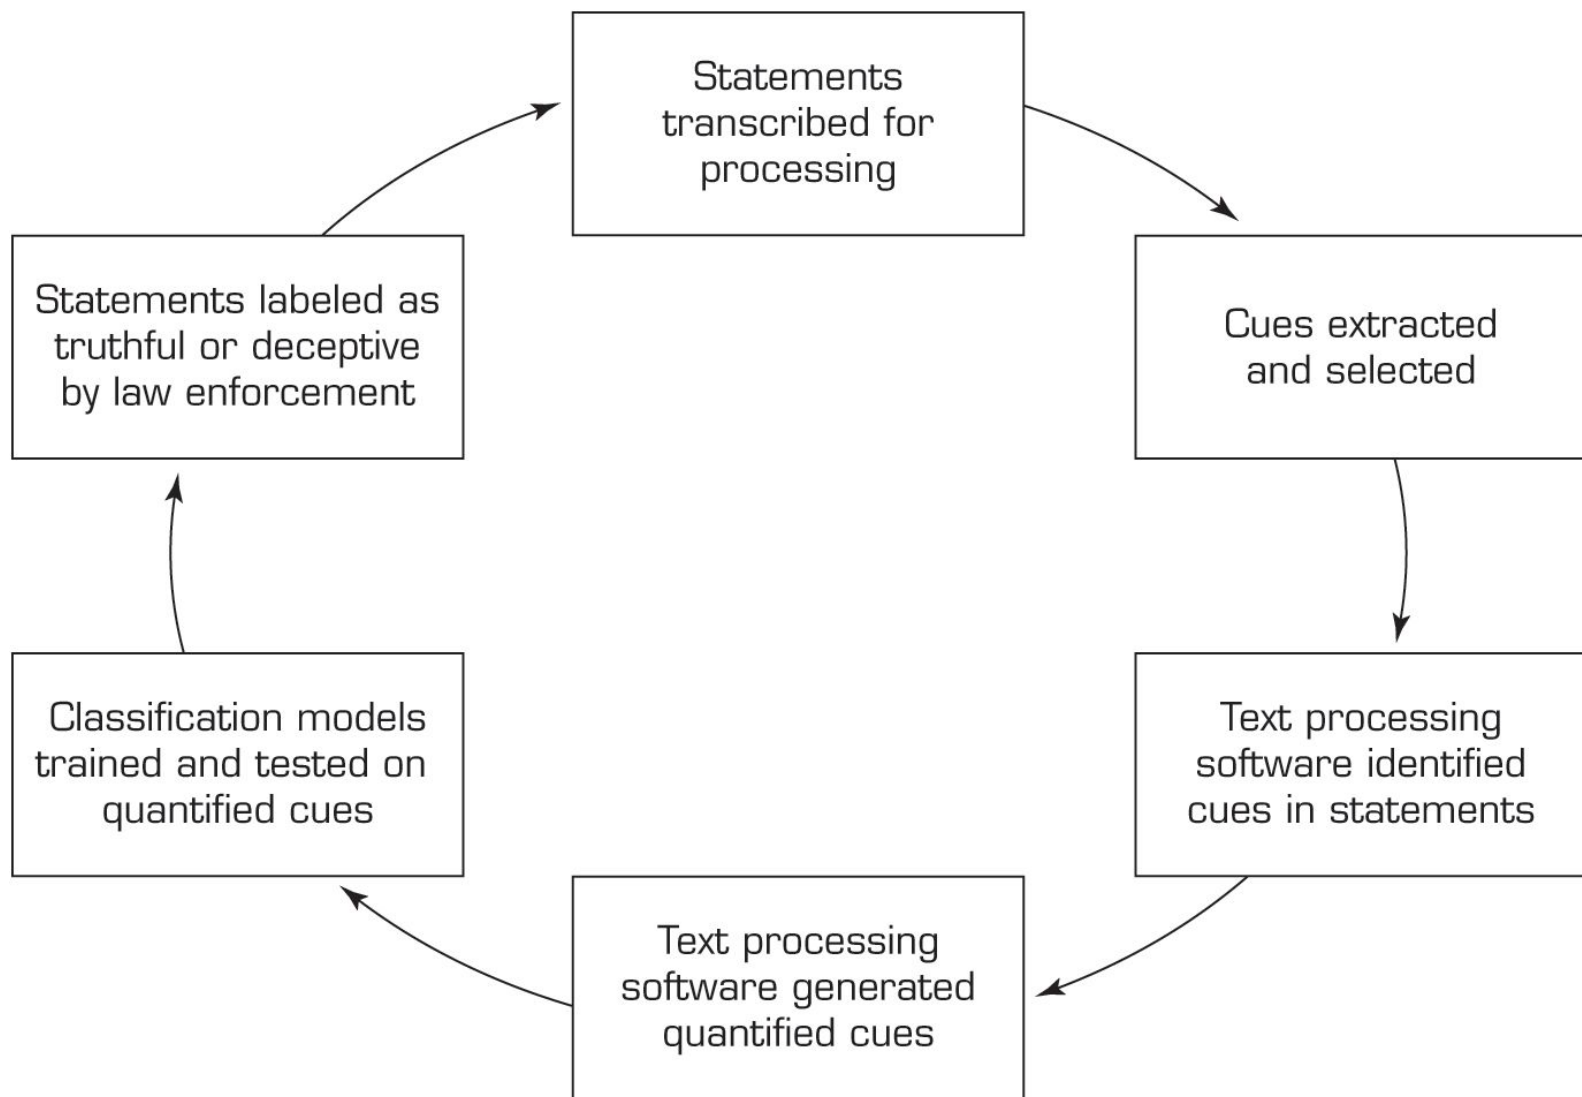 Statements
transcribed for
processing
Statements labeled as
truthful or deceptive
by law enforcement
Cues extracted
and selected
Classification models
trained and tested on
quantified cues
Text processing
software identified
cues in statements
Text processing
software generated
quantified cues